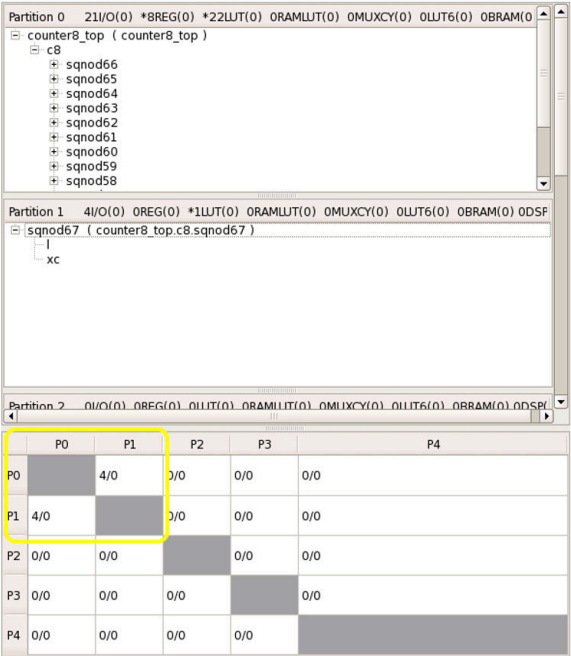 Partition 0 21I/O(0) *8REG(0) *22LUT(0) 0RAMLUT(0) 0MUXCY(0) 0LUT6(0) 0BRAM(0
counter8_top ( counter8_top )
c8
sqnod66
sqnod65
sqnod64
sqnod63
sqnod62
sqnod61
sqnod60
sqnod59
sqnod58
Partition 1 4I/O(0) 0REG(0) *1LUT(0) 0RAMLUT(0) 0MUXCY(0) 0LUT6(0) 0BRAM(0) 0DSP
sqnod67 ( counter8_top.c8.sqnod67 )
l
xc
Partition 2 0I/O(0) 0REG(0) 0LUT(0) 0RAMLUT(0) 0MUXCY(0) 0LUT6(0) 0BRAM(0) 0DSP(
P0 P1 P2 P3 P4
P0 4/0 0/0 0/0 0/0
P1 4/0 0/0 0/0 0/0
P2 0/0 0/0 0/0 0/0
P3 0/0 0/0 0/0 0/0
P4 0/0 0/0 0/0 0/0